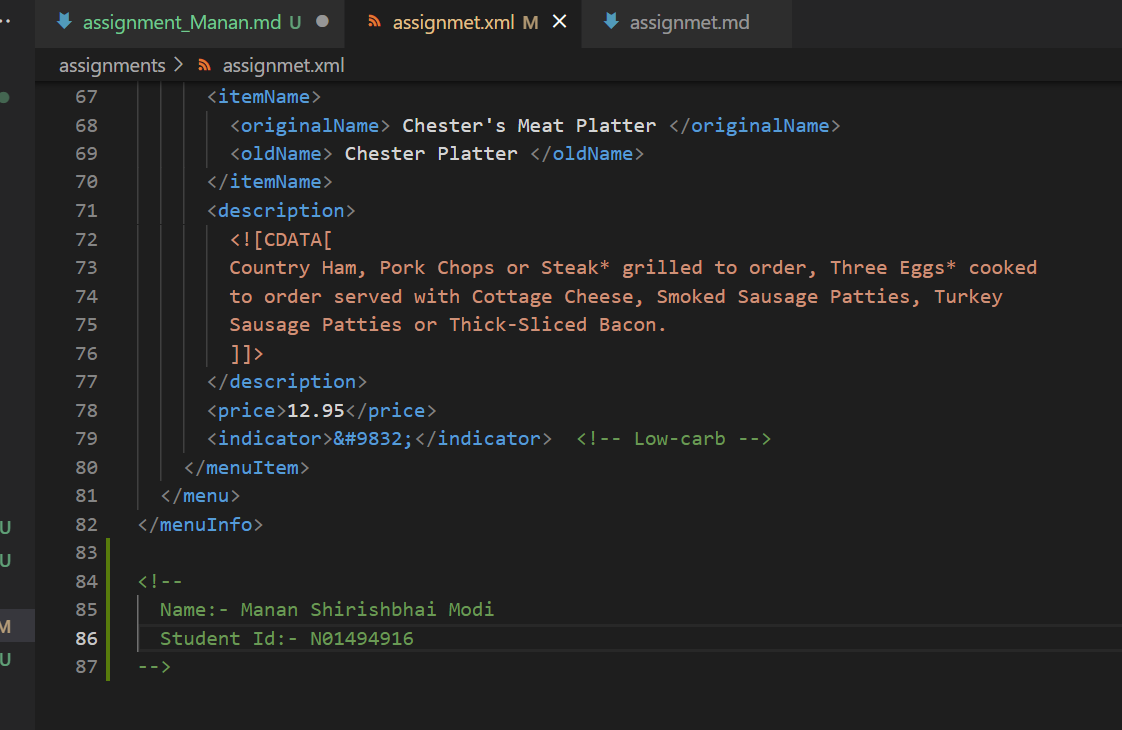 assignment_Manan.md U
assignmet.xml M
assignmet.md
assignments > assignmet.xml
67 <itemName>
68 <originalName> Chester's Meat Platter </originalName>
69 <oldName> Chester Platter </oldName>
70 </itemName>
71 <description>
72 <![CDATA[
73 Country Ham, Pork Chops or Steak* grilled to order, Three Eggs* cooked
74 to order served with Cottage Cheese, Smoked Sausage Patties, Turkey
75 Sausage Patties or Thick-Sliced Bacon.
76 ]]>
77 </description>
78 <price>12.95</price>
79 <indicator>&#9832;</indicator> <!-- Low-carb -->
80 </menuItem>
81 </menu>
82 </menuInfo>
83
84 <!--
85 Name:- Manan Shirishbhai Modi
86 Student Id:- N01494916
87 -->
U
U
M
U